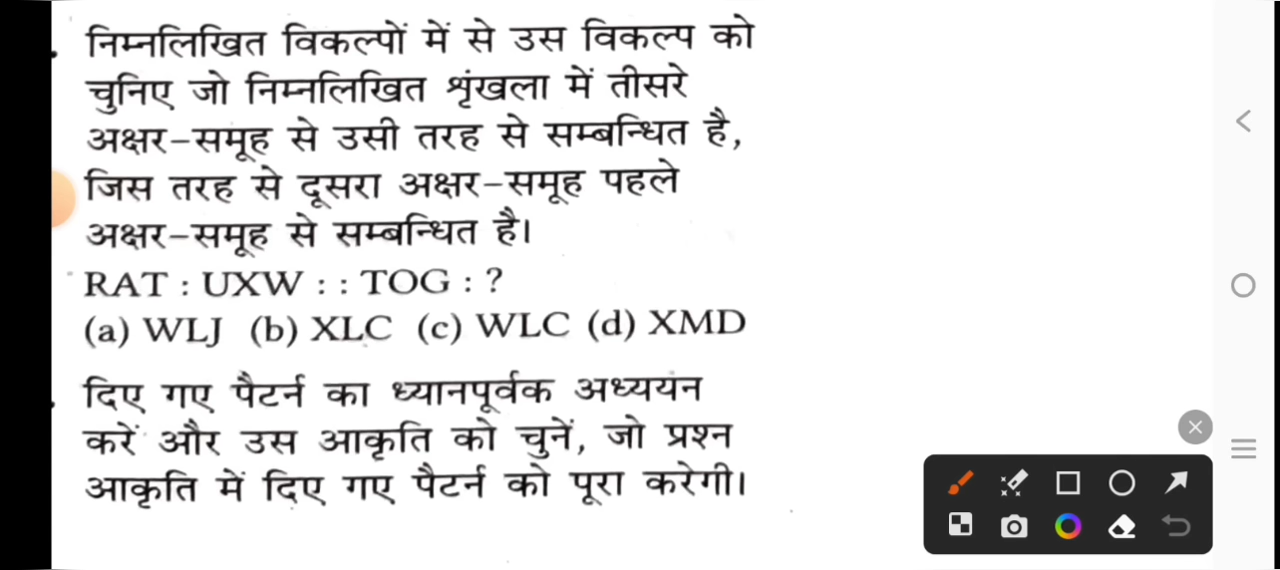 निम्नलिखित विकल्पों में से उस विकल्प को
चुनिए जो निम्नलिखित शृंखला में तीसरे
अक्षर-समूह से उसी तरह से सम्बन्धित है,
जिस तरह से दूसरा अक्षर-समूह पहले
अक्षर-समूह से सम्बन्धित है।
RAT : UXW : : TOG : ?
(a) WLJ (b) XLC (c) WLC (d) XMD
दिए गए पैटर्न का ध्यानपूर्वक अध्ययन
करें और उस आकृति को चुनें, जो प्रश्न
आकृति में दिए गए पैटर्न को पूरा करेगी।